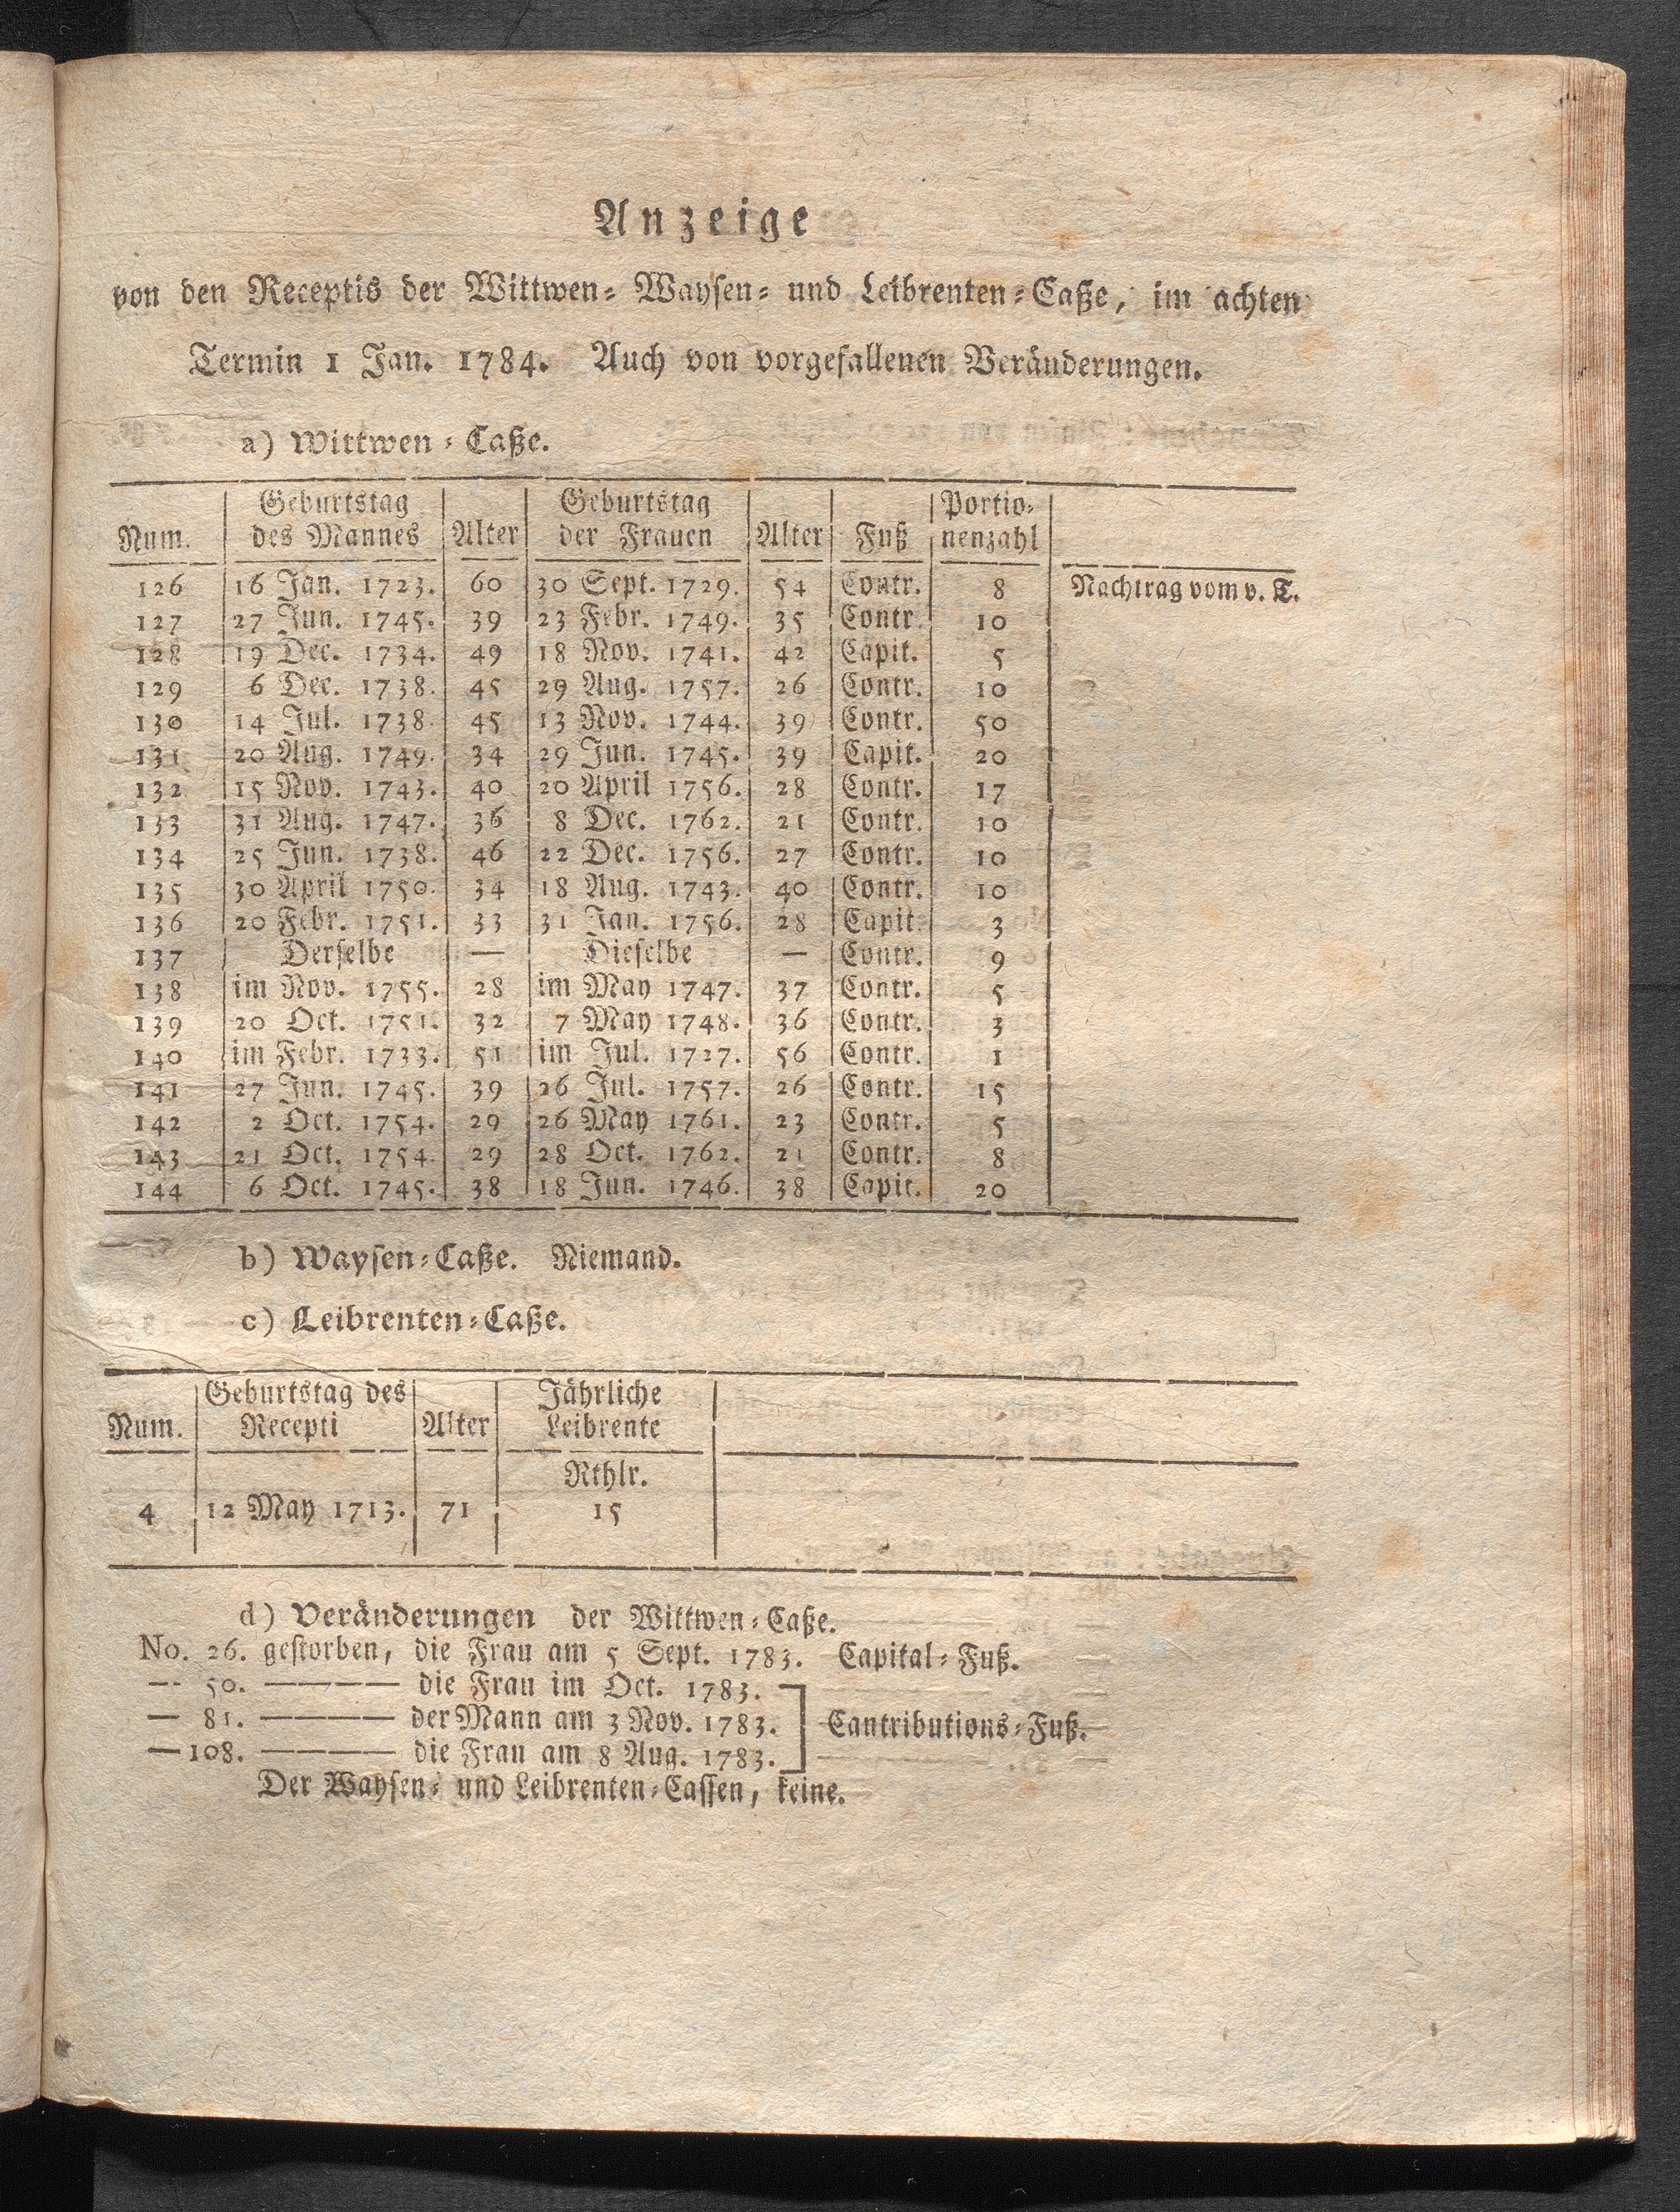 Anzeige
von den Receptis der Wittwen- Waysen- und Leibrenten-Caße, im achten
Termin 1 Jan. 1784. Auch von vorgefallenen Veränderungen.
a) Wittwen-Caße.
Num. Geburtstag des Mannes Alter Geburtstag der Frauen Alter Fuß Portio-nenzahl
126 16 Jan. 1723. 60 30 Sept. 1729. 54 Contr. 8 Nachtrag vom v. T.
127 27 Jun. 1745. 39 23 Febr. 1749. 35 Contr. 10
128 19 Dec. 1734. 49 18 Nov. 1741. 42 Capit. 5
129 6 Dec. 1738. 45 29 Aug. 1757. 26 Contr. 10
130 14 Jul. 1738 45 13 Nov. 1744. 39 Contr. 50
131 20 Aug. 1749. 34 29 Jun. 1745. 39 Capit. 20
132 15 Nov. 1743. 40 20 April 1756. 28 Contr. 17
133 31 Aug. 1747. 36 8 Dec. 1762. 21 Contr. 10
134 25 Jun. 1738. 46 22 Dec. 1756. 27 Contr. 10
135 30 April 1750. 34 18 Aug. 1743. 40 Contr. 10
136 20 Febr. 1751. 33 31 Jan. 1756. 28 Capit. 3
137 Derselbe — Dieselbe — Contr. 9
138 im Nov. 1755. 28 im May 1747. 37 Contr. 5
139 20 Oct. 1751. 32 7 May 1748. 36 Contr. 3
140 im Febr. 1733. 51 im Jul. 1727. 56 Contr. 1
141 27 Jun. 1745. 39 26 Jul. 1757. 26 Contr. 15
142 2 Oct. 1754. 29 26 May 1761. 23 Contr. 5
143 21 Oct. 1754. 29 28 Oct. 1762. 21 Contr. 8
144 6 Oct. 1745. 38 18 Jun. 1746. 38 Capit. 20
b) Waysen-Caße. Niemand.
c) Leibrenten-Caße.
Num. Geburtstag des Recepti Alter Jährliche Leibrente
Rthlr.
4 12 May 1713. 71 15
d) Veränderungen der Wittwen-Caße.
No. 26. gestorben, die Frau am 5 Sept. 1783. Capital-Fuß.
— 50. ———— die Frau im Oct. 1783.
— 81. ———— der Mann am 3 Nov. 1783. Cantributions-Fuß.
— 108. ———— die Frau am 8 Aug. 1783.
Der Waysen- und Leibrenten-Cassen, keine.